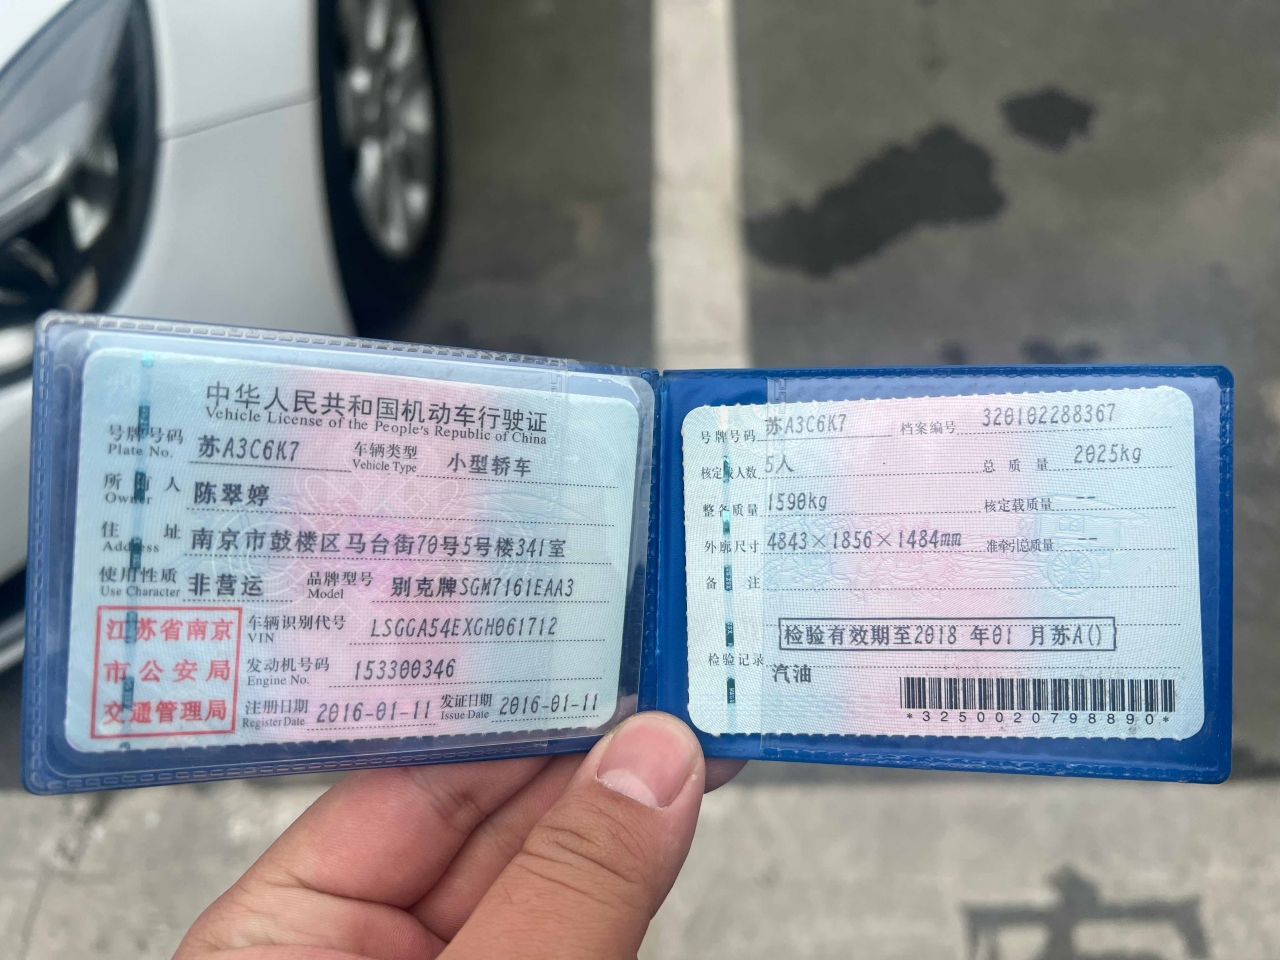 中华人民共和国机动车行驶证
Vehicle License of the People's Republic of China
号牌号码 苏A3C6K7 车辆类型 小型轿车
Plate No. Vehicle Type
所有人 陈翠婷
Owner
住址 南京市鼓楼区马台街70号5号楼341室
Address
使用性质 非营运 品牌型号 别克牌SGM7161EAA3
Use Character Model
江苏省南京
市公安局
交通管理局
车辆识别代号 LSGGA54EXGH061712
VIN
发动机号码 153300346
Engine No.
注册日期 2016-01-11 发证日期 2016-01-11
Register Date Issue Date
号牌号码 苏A3C6K7 档案编号 320102288367
核定载人数 5人 总质量 2025kg
整备质量 1590kg 核定载质量 --
外廓尺寸 4843×1856×1484mm 准牵引总质量 --
备注
检验有效期至2018 年01 月苏A()
检验记录
汽油
*3250020798890*